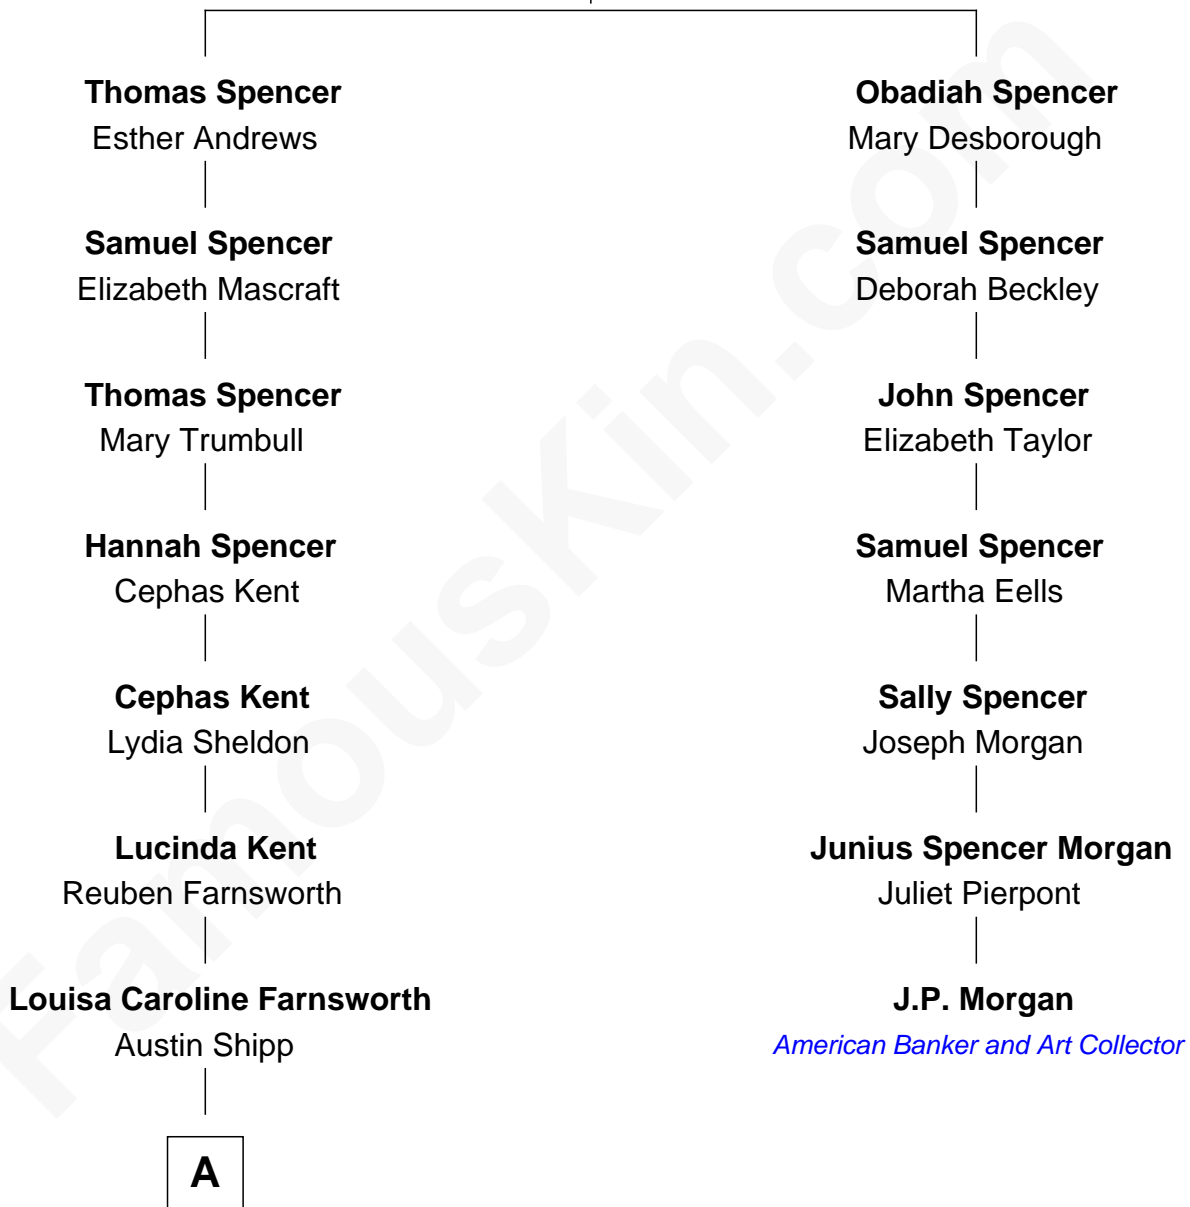 Thomas Spencer
Esther Andrews
Samuel Spencer
Elizabeth Mascraft
Thomas Spencer
Mary Trumbull
Hannah Spencer
Cephas Kent
Cephas Kent
Lydia Sheldon
Lucinda Kent
Reuben Farnsworth
Louisa Caroline Farnsworth
Austin Shipp
A
Obadiah Spencer
Mary Desborough
Samuel Spencer
Deborah Beckley
John Spencer
Elizabeth Taylor
Samuel Spencer
Martha Eells
Sally Spencer
Joseph Morgan
Junius Spencer Morgan
Juliet Pierpont
J.P. Morgan
American Banker and Art Collector
FamousKin.com